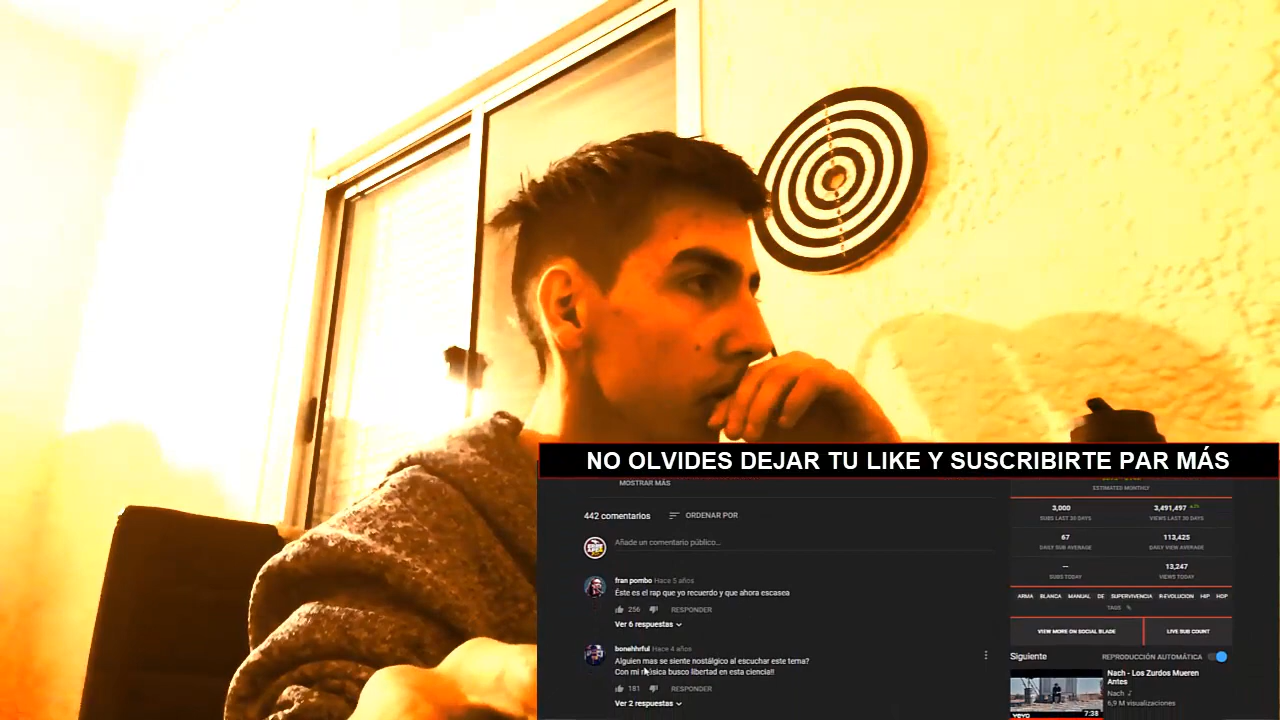 NO OLVIDES DEJAR TU LIKE Y SUSCRIBIRTE PAR MÁS
MOSTRAR MÁS
442 comentarios
ORDENAR POR
Añade un comentario público...
fran pombo Hace 5 años
Éste es el rap que yo recuerdo y que ahora escasea
256 RESPONDER
Ver 6 respuestas
bonehhrful Hace 4 años
Alguien mas se siente nostálgico al escuchar este tema?
Con mi música busco libertad en esta ciencia!!
181 RESPONDER
Ver 2 respuestas
ESTIMATED MONTHLY
3,000 3,491,497
SUBS LAST 30 DAYS VIEWS LAST 30 DAYS
67 113,425
DAILY SUB AVERAGE DAILY VIEW AVERAGE
-- 13,247
SUBS TODAY VIEWS TODAY
ARMA BLANCA MANUAL DE SUPERVIVENCIA R-EVOLUCION HIP HOP
TAGS
VIEW MORE ON SOCIAL BLADE LIVE SUB COUNT
Siguiente REPRODUCCIÓN AUTOMÁTICA
Nach - Los Zurdos Mueren
Antes
Nach
6,9 M visualizaciones
vevo 7:38